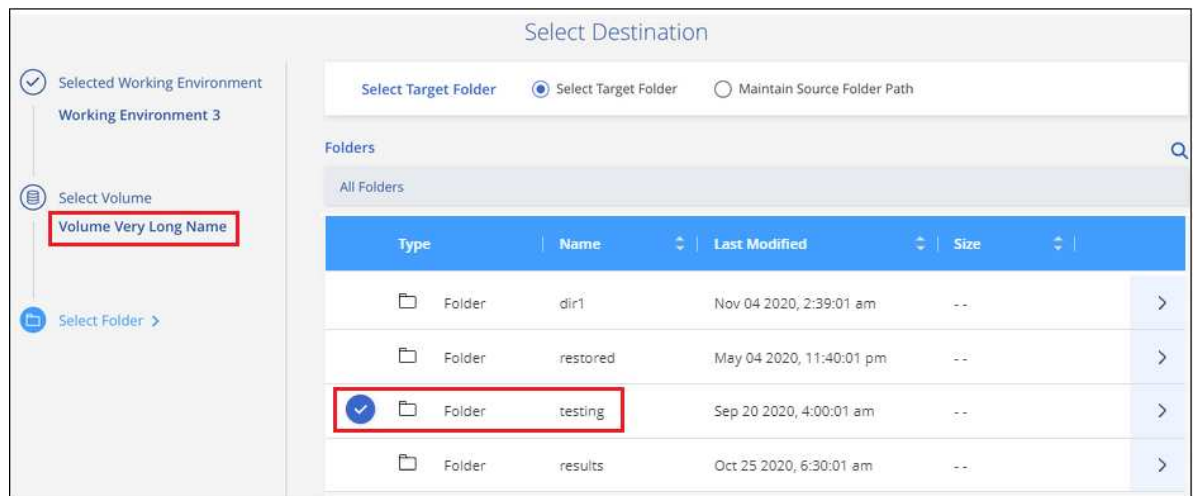 Select Destination
Selected Working Environment
Working Environment 3
Select Volume
Volume Very Long Name
Select Folder >
Select Target Folder Select Target Folder Maintain Source Folder Path
Folders
All Folders
Type Name Last Modified Size
Folder dir1 Nov 04 2020, 2:39:01 am - -
Folder restored May 04 2020, 11:40:01 pm - -
Folder testing Sep 20 2020, 4:00:01 am - -
Folder results Oct 25 2020, 6:30:01 am - -